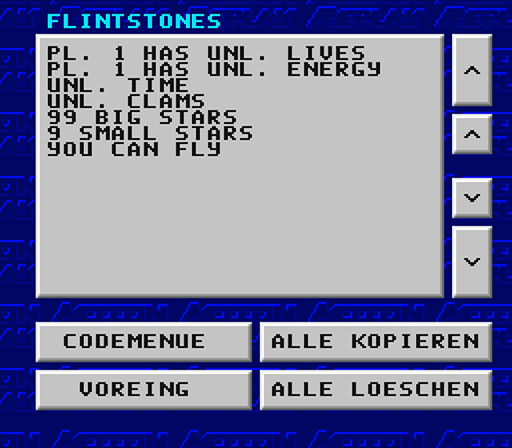 FLINTSTONES
PL. 1 HAS UNL. LIVES
PL. 1 HAS UNL. ENERGY
UNL. TIME
UNL. CLAMS
99 BIG STARS
9 SMALL STARS
YOU CAN FLY
CODEMENUE
ALLE KOPIEREN
VOREING
ALLE LOESCHEN